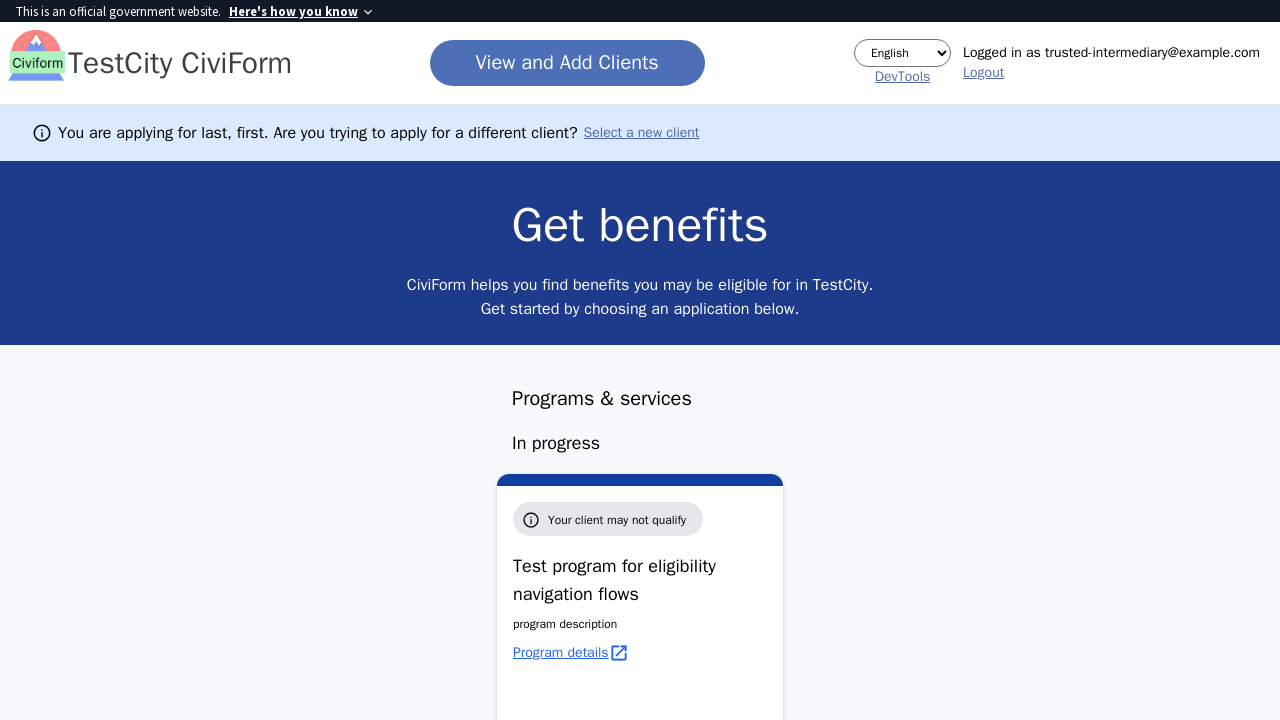 This is an official government website. Here's how you know
Civiform
TestCity CiviForm
View and Add Clients
English
DevTools
Logged in as trusted-intermediary@example.com
Logout
You are applying for last, first. Are you trying to apply for a different client? Select a new client
Get benefits
CiviForm helps you find benefits you may be eligible for in TestCity.
Get started by choosing an application below.
Programs & services
In progress
Your client may not qualify
Test program for eligibility
navigation flows
program description
Program details